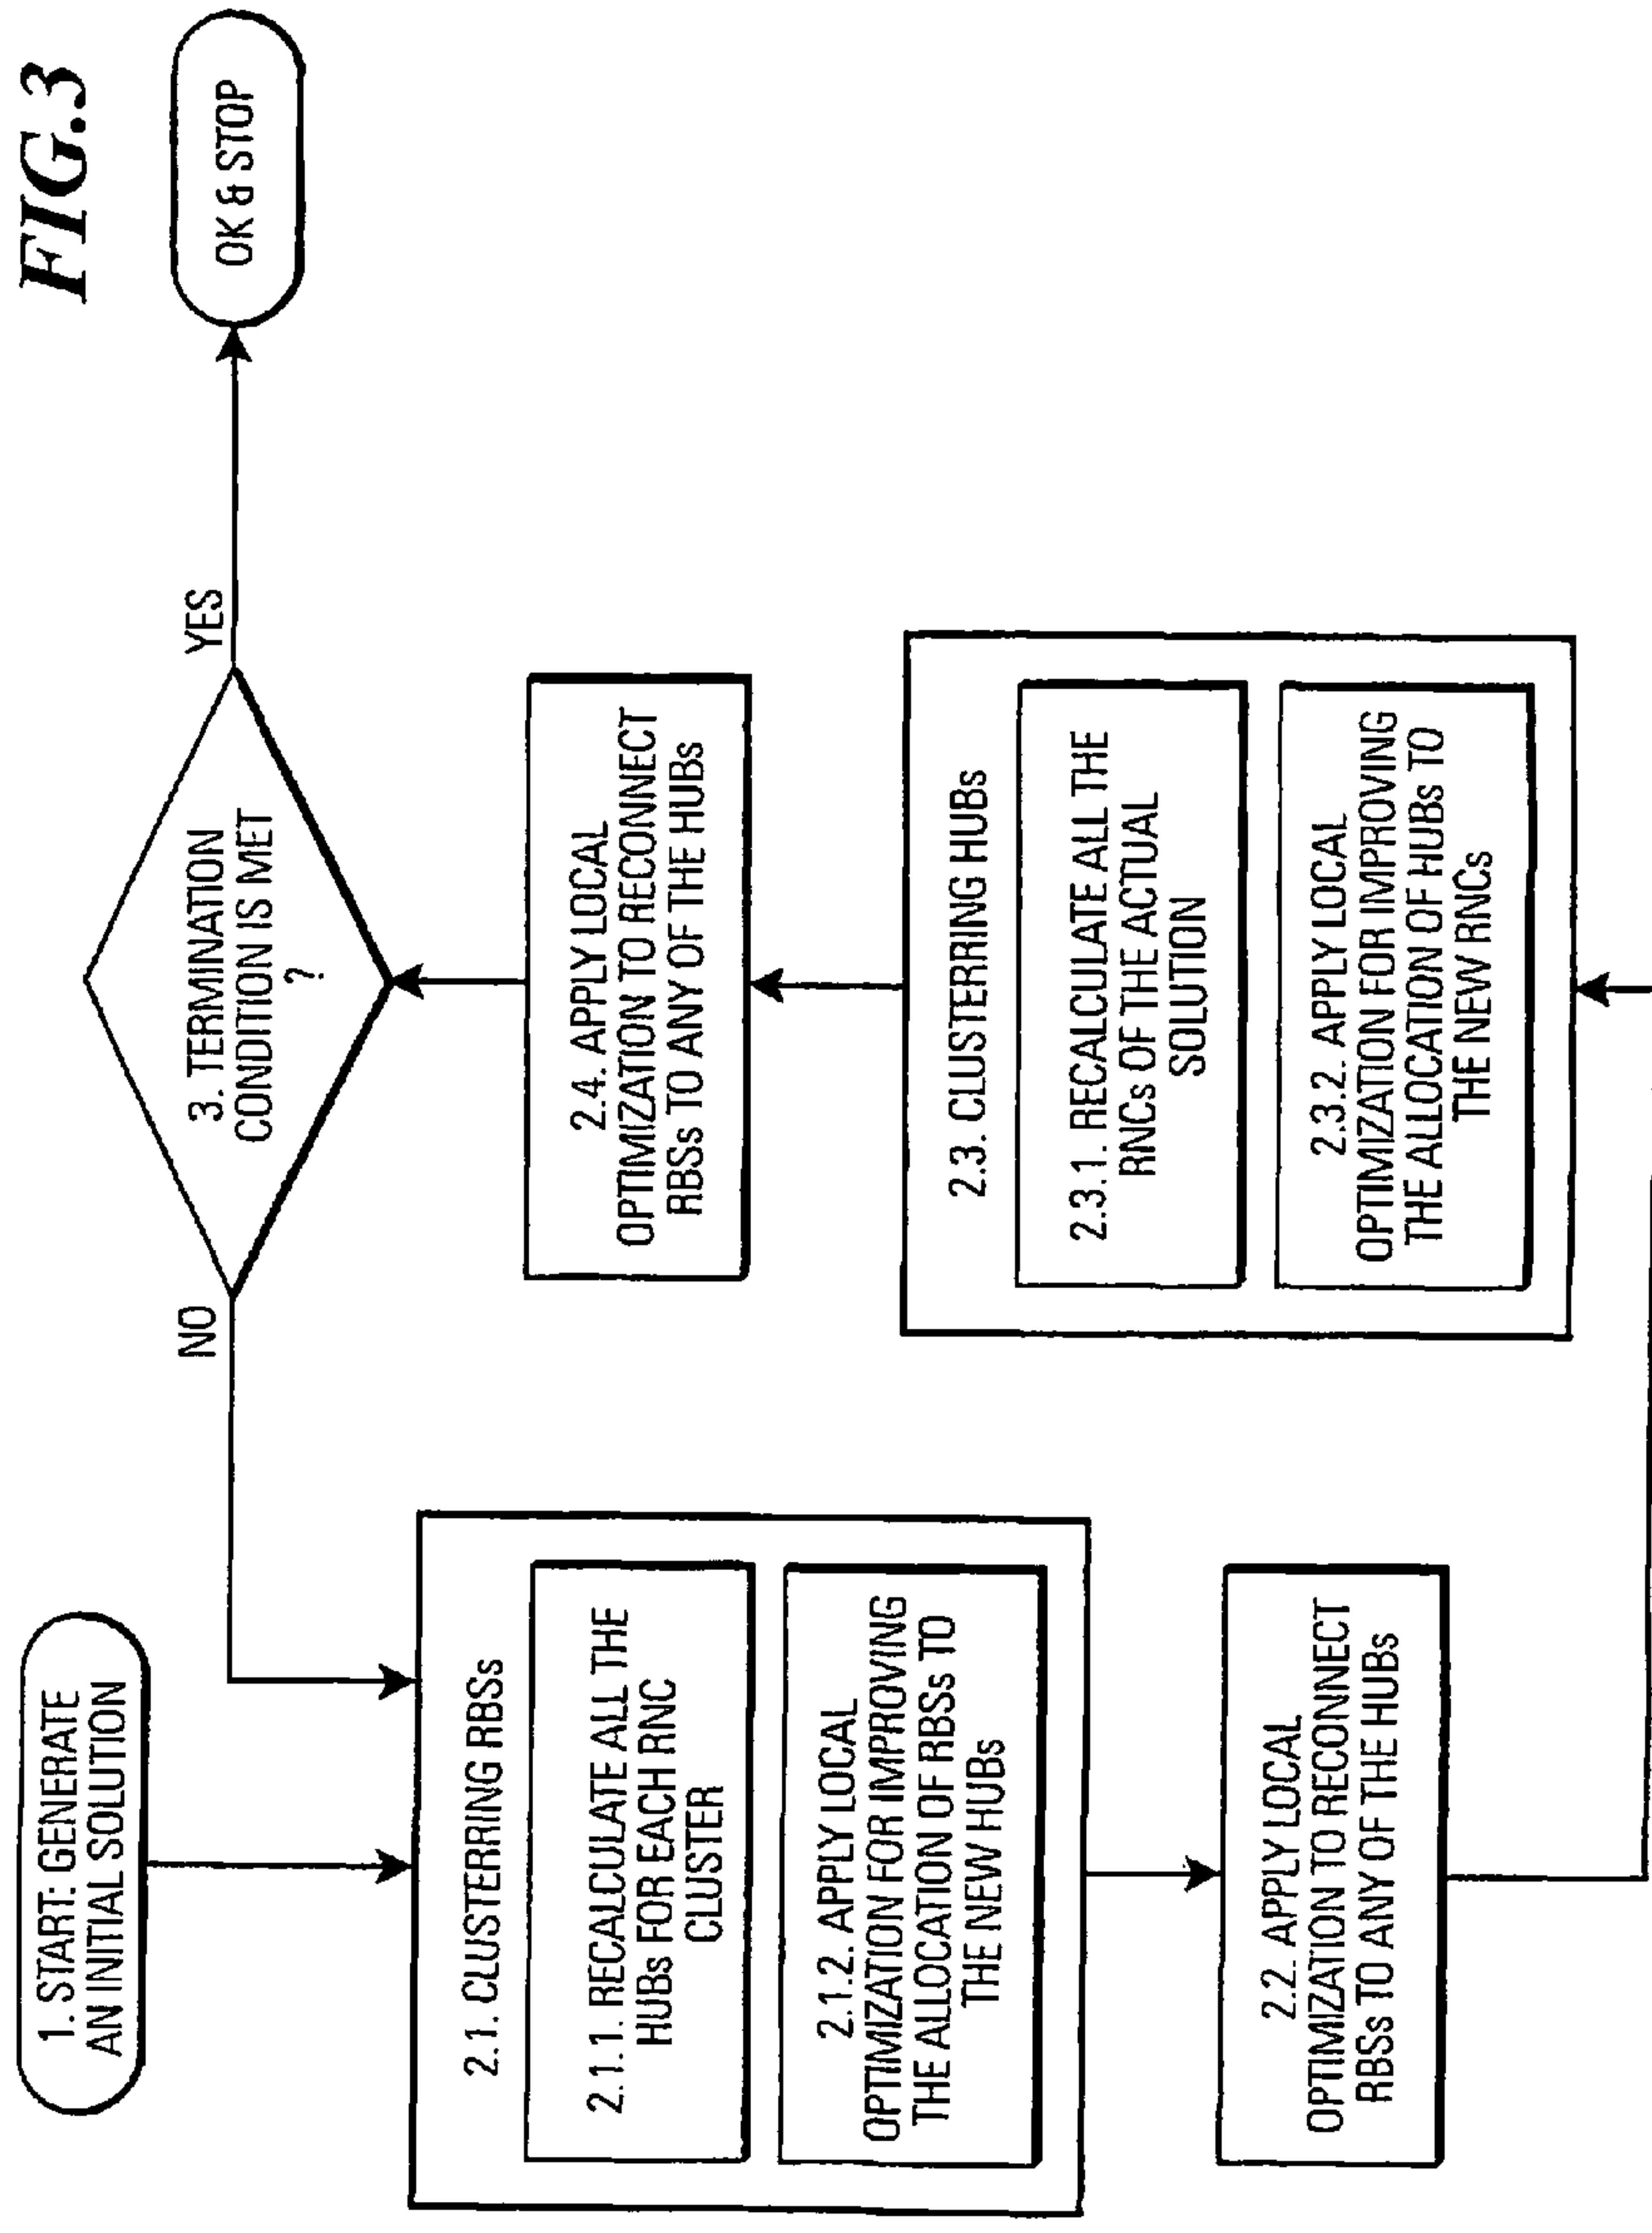 FIG.3
1. START: GENERATE
AN INITIAL SOLUTION
2.1. CLUSTERRING RBSs
2.1.1. RECALCULATE ALL THE
HUBs FOR EACH RNC
CLUSTER
2.1.2. APPLY LOCAL
OPTIMIZATION FOR IMPROVING
THE ALLOCATION OF RBSs TO
THE NEW HUBs
2.2. APPLY LOCAL
OPTIMIZATION TO RECONNECT
RBSs TO ANY OF THE HUBs
2.3. CLUSTERRING HUBs
2.3.1. RECALCULATE ALL THE
RNCs OF THE ACTUAL
SOLUTION
2.3.2. APPLY LOCAL
OPTIMIZATION FOR IMPROVING
THE ALLOCATION OF HUBs TO
THE NEW RNCs
2.4. APPLY LOCAL
OPTIMIZATION TO RECONNECT
RBSs TO ANY OF THE HUBs
3. TERMINATION
CONDITION IS MET
?
NO
YES
OK & STOP